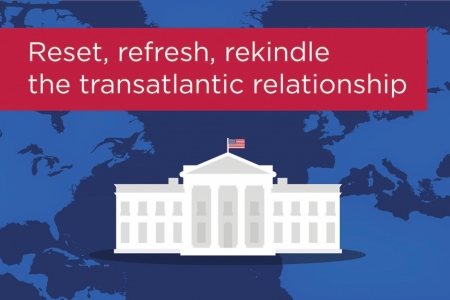 Reset, refresh, rekindle
the transatlantic relationship